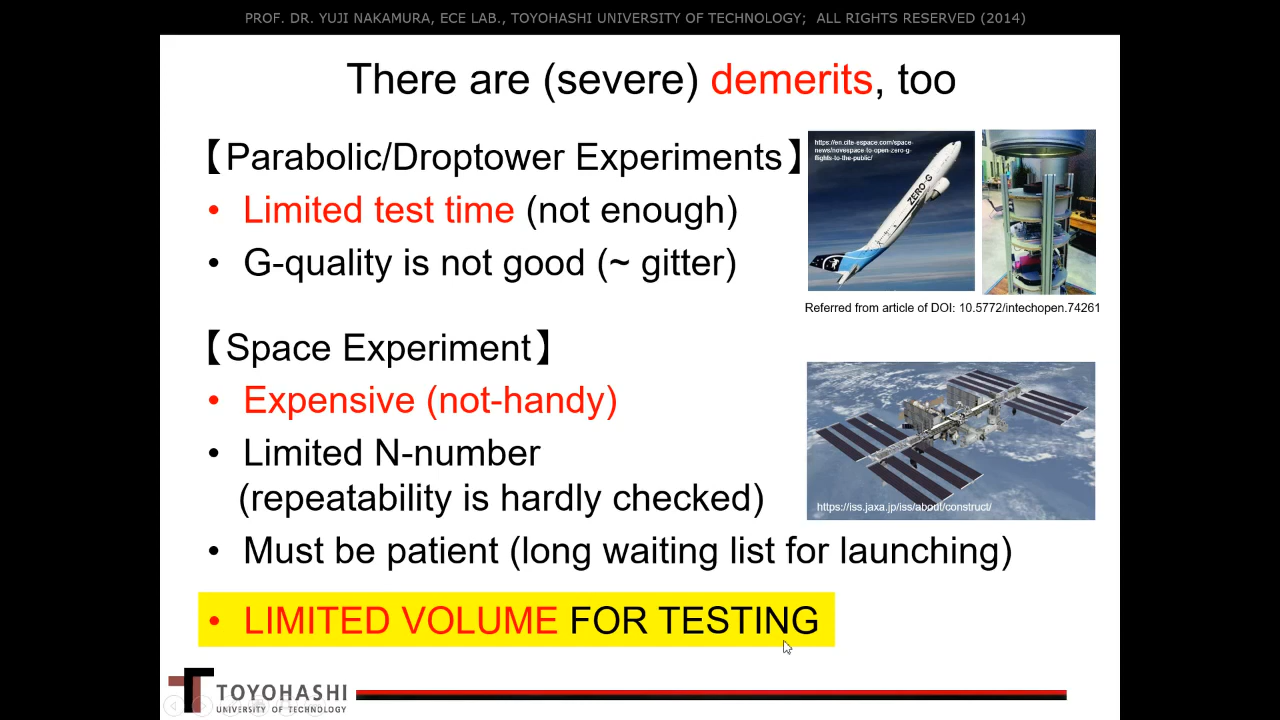 PROF. DR. YUJI NAKAMURA, ECE LAB., TOYOHASHI UNIVERSITY OF TECHNOLOGY; ALL RIGHTS RESERVED (2014)
There are (severe) demerits, too
【Parabolic/Droptower Experiments】
• Limited test time (not enough)
• G-quality is not good (~ gitter)
https://en.cite-espace.com/space-
news/novespace-to-open-zero-g-
flights-to-the-public/
ZERO-G
Referred from article of DOI: 10.5772/intechopen.74261
【Space Experiment】
• Expensive (not-handy)
• Limited N-number
(repeatability is hardly checked)
• Must be patient (long waiting list for launching)
https://iss.jaxa.jp/iss/about/construct/
• LIMITED VOLUME FOR TESTING
TOYOHASHI
UNIVERSITY OF TECHNOLOGY